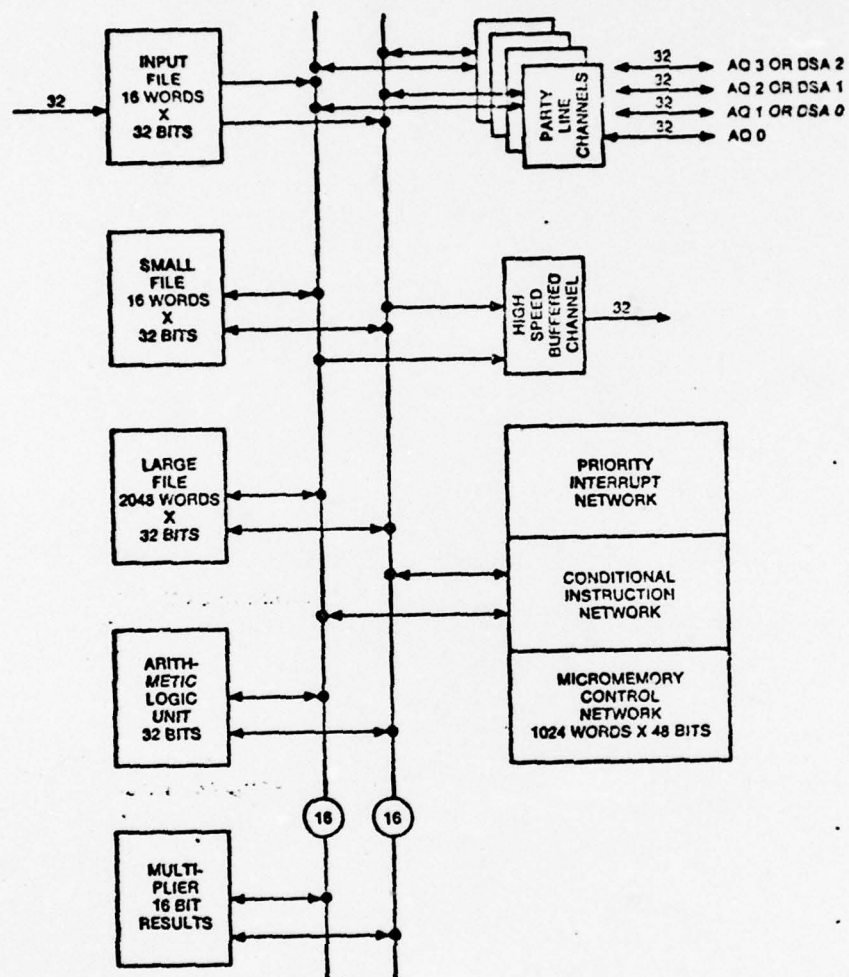 INPUT
FILE
16 WORDS
X
32 BITS
32
PARTY
LINE
CHANNELS
32
AQ 3 OR DSA 2
32
AQ 2 OR DSA 1
32
AQ 1 OR DSA 0
32
AQ 0
SMALL
FILE
16 WORDS
X
32 BITS
HIGH
SPEED
BUFFERED
CHANNEL
32
LARGE
FILE
2048 WORDS
X
32 BITS
PRIORITY
INTERRUPT
NETWORK
CONDITIONAL
INSTRUCTION
NETWORK
MICROMEMORY
CONTROL
NETWORK
1024 WORDS X 48 BITS
ARITH-
METIC
LOGIC
UNIT
32 BITS
16
16
MULTI-
PLIER
16 BIT
RESULTS